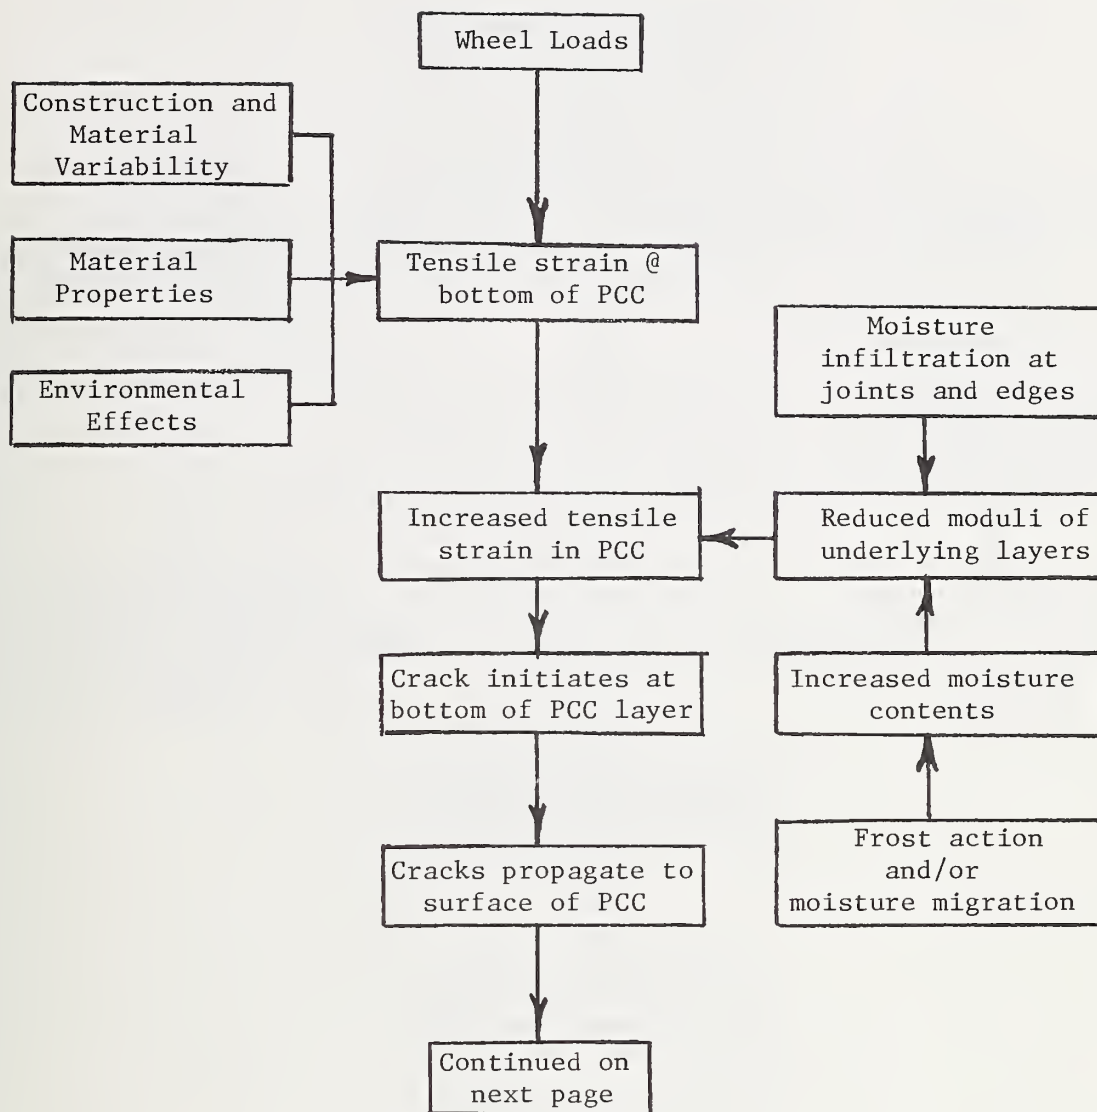 Wheel Loads
Construction and
Material
Variability
Material
Properties
Environmental
Effects
Tensile strain @
bottom of PCC
Moisture
infiltration at
joints and edges
Increased tensile
strain in PCC
Reduced moduli of
underlying layers
Crack initiates at
bottom of PCC layer
Increased moisture
contents
Cracks propagate to
surface of PCC
Frost action
and/or
moisture migration
Continued on
next page